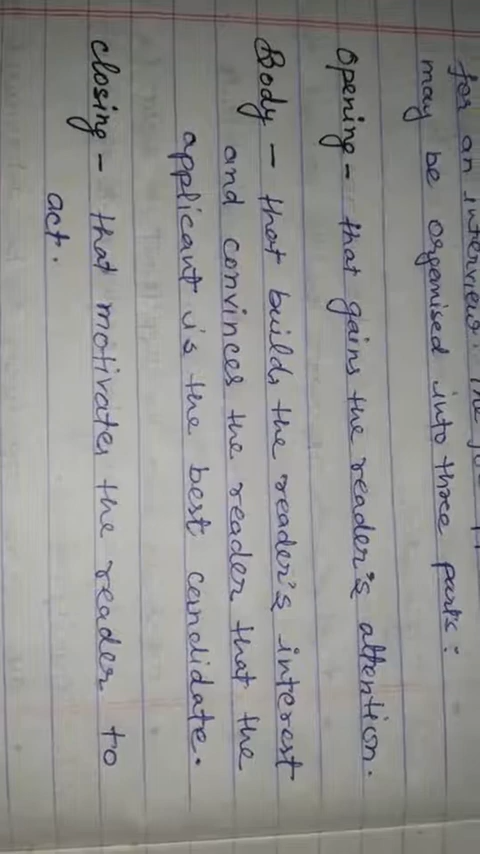 for an interview. The
may be organised into three parts:
Opening - that gains the reader's attention.
Body - that builds the reader's interest
and convinces the reader that the
applicant is the best candidate.
closing - that motivates the reader to
act.